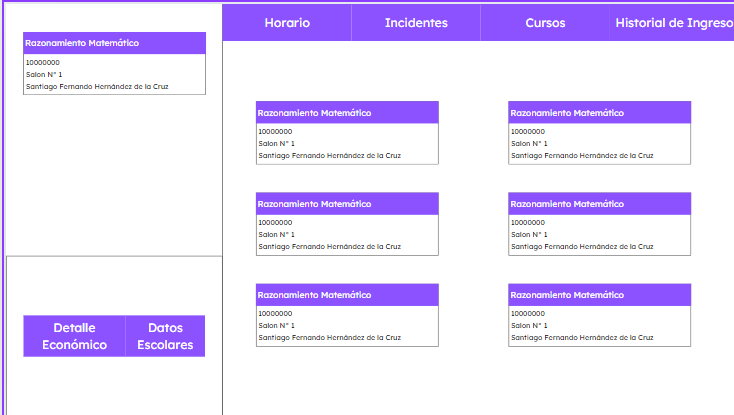 Horario
Incidentes
Cursos
Historial de Ingreso
Razonamiento Matemático
10000000
Salon N° 1
Santiago Fernando Hernández de la Cruz
Detalle
Económico
Datos
Escolares
Razonamiento Matemático
10000000
Salon N° 1
Santiago Fernando Hernández de la Cruz
Razonamiento Matemático
10000000
Salon N° 1
Santiago Fernando Hernández de la Cruz
Razonamiento Matemático
10000000
Salon N° 1
Santiago Fernando Hernández de la Cruz
Razonamiento Matemático
10000000
Salon N° 1
Santiago Fernando Hernández de la Cruz
Razonamiento Matemático
10000000
Salon N° 1
Santiago Fernando Hernández de la Cruz
Razonamiento Matemático
10000000
Salon N° 1
Santiago Fernando Hernández de la Cruz